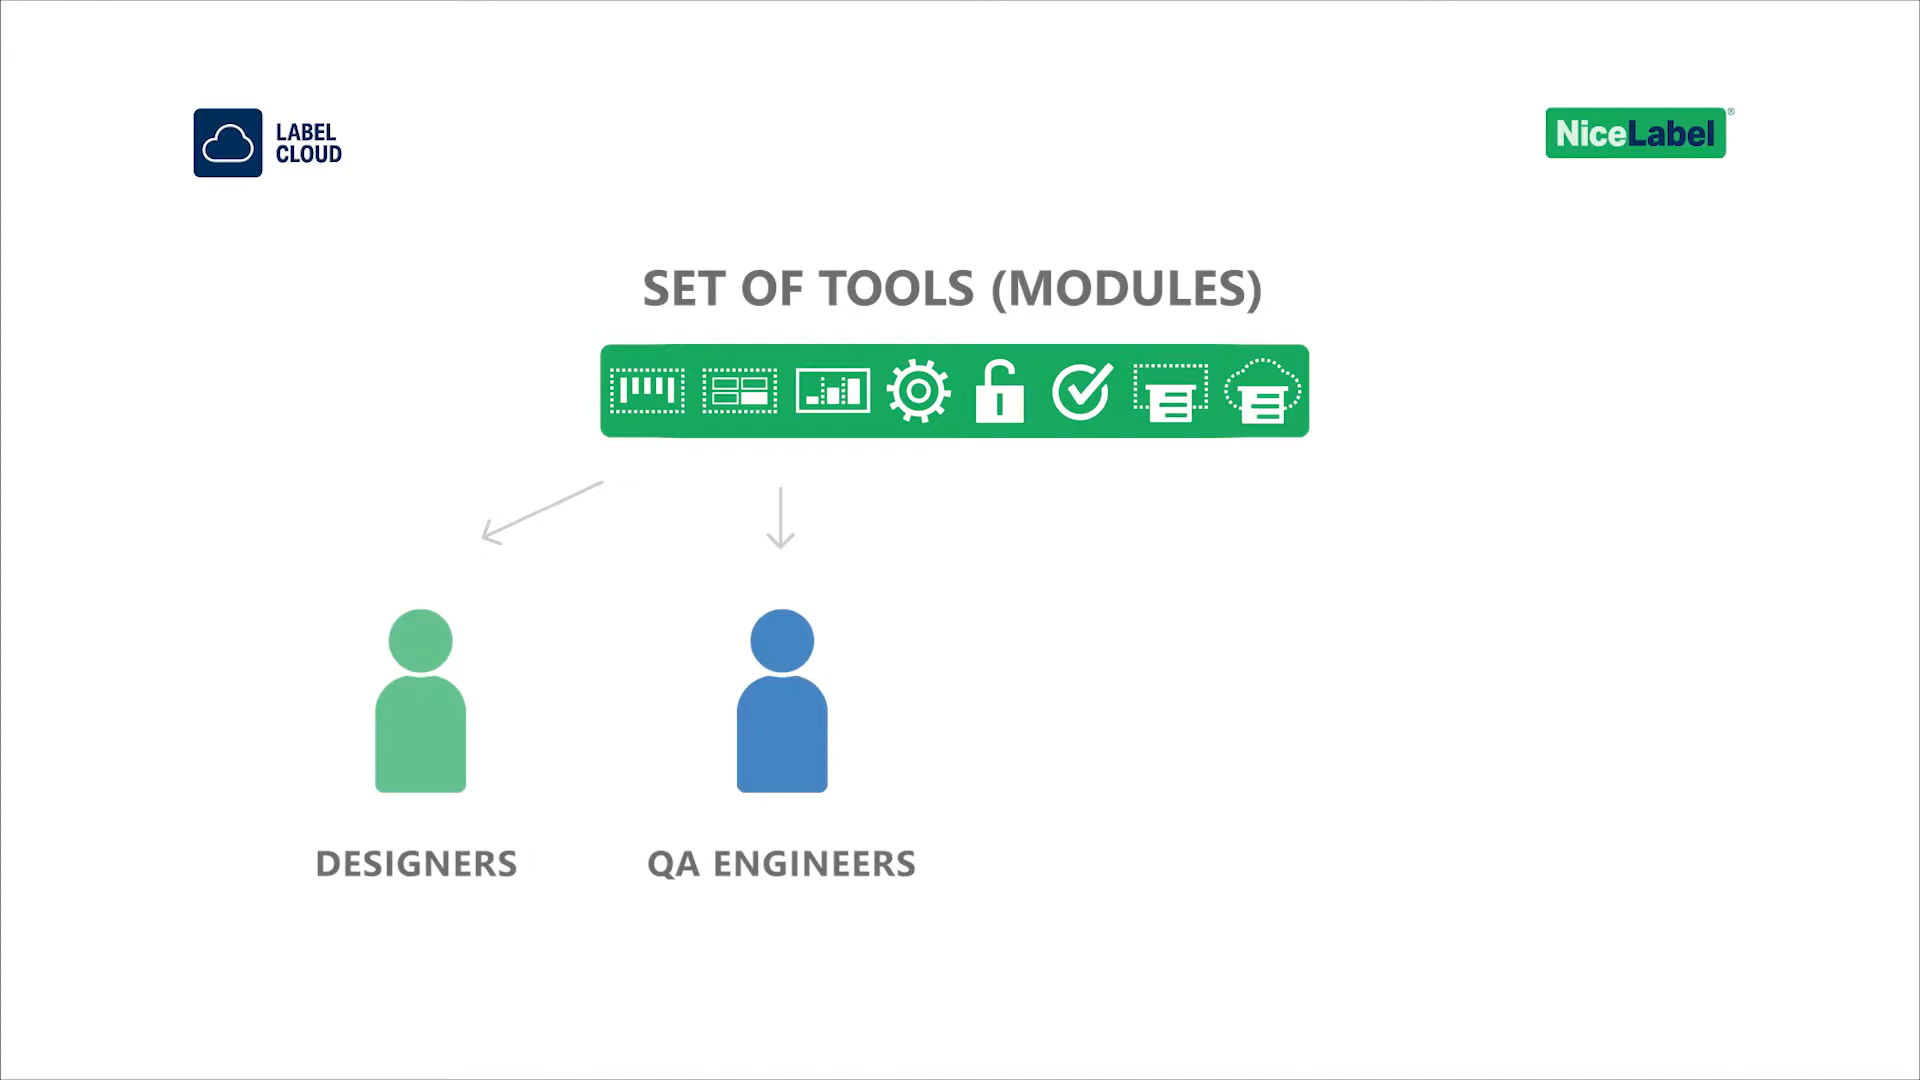 LABEL
CLOUD
NiceLabel®
SET OF TOOLS (MODULES)
DESIGNERS
QA ENGINEERS